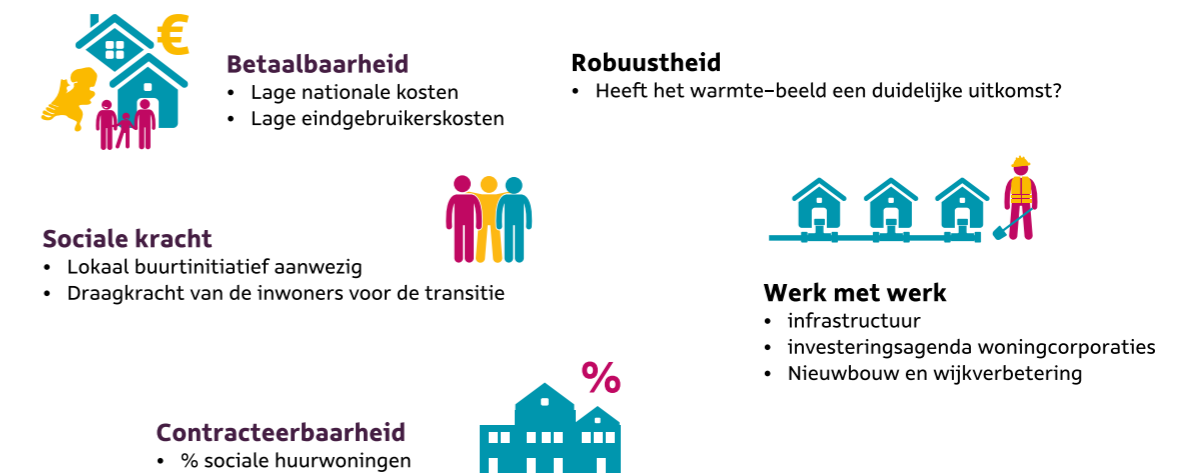 €
Betaalbaarheid
• Lage nationale kosten
• Lage eindgebruikerskosten
Robuustheid
• Heeft het warmte-beeld een duidelijke uitkomst?
Sociale kracht
• Lokaal buurtinitiatief aanwezig
• Draagkracht van de inwoners voor de transitie
Werk met werk
• infrastructuur
• investeringsagenda woningcorporaties
• Nieuwbouw en wijkverbetering
%
Contracteerbaarheid
• % sociale huurwoningen